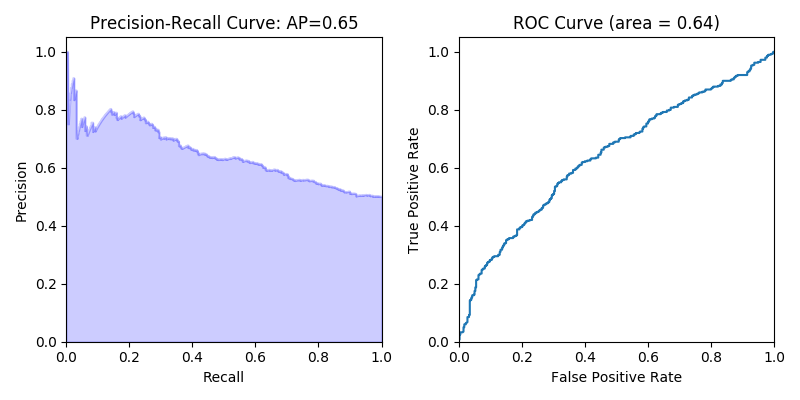 Precision-Recall Curve: AP=0.65
1.0
0.8
0.6
0.4
0.2
0.0
Precision
0.0 0.2 0.4 0.6 0.8 1.0
Recall
ROC Curve (area = 0.64)
1.0
0.8
0.6
0.4
0.2
0.0
True Positive Rate
0.0 0.2 0.4 0.6 0.8 1.0
False Positive Rate